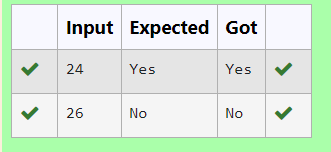 Input Expected Got
24 Yes Yes
26 No No